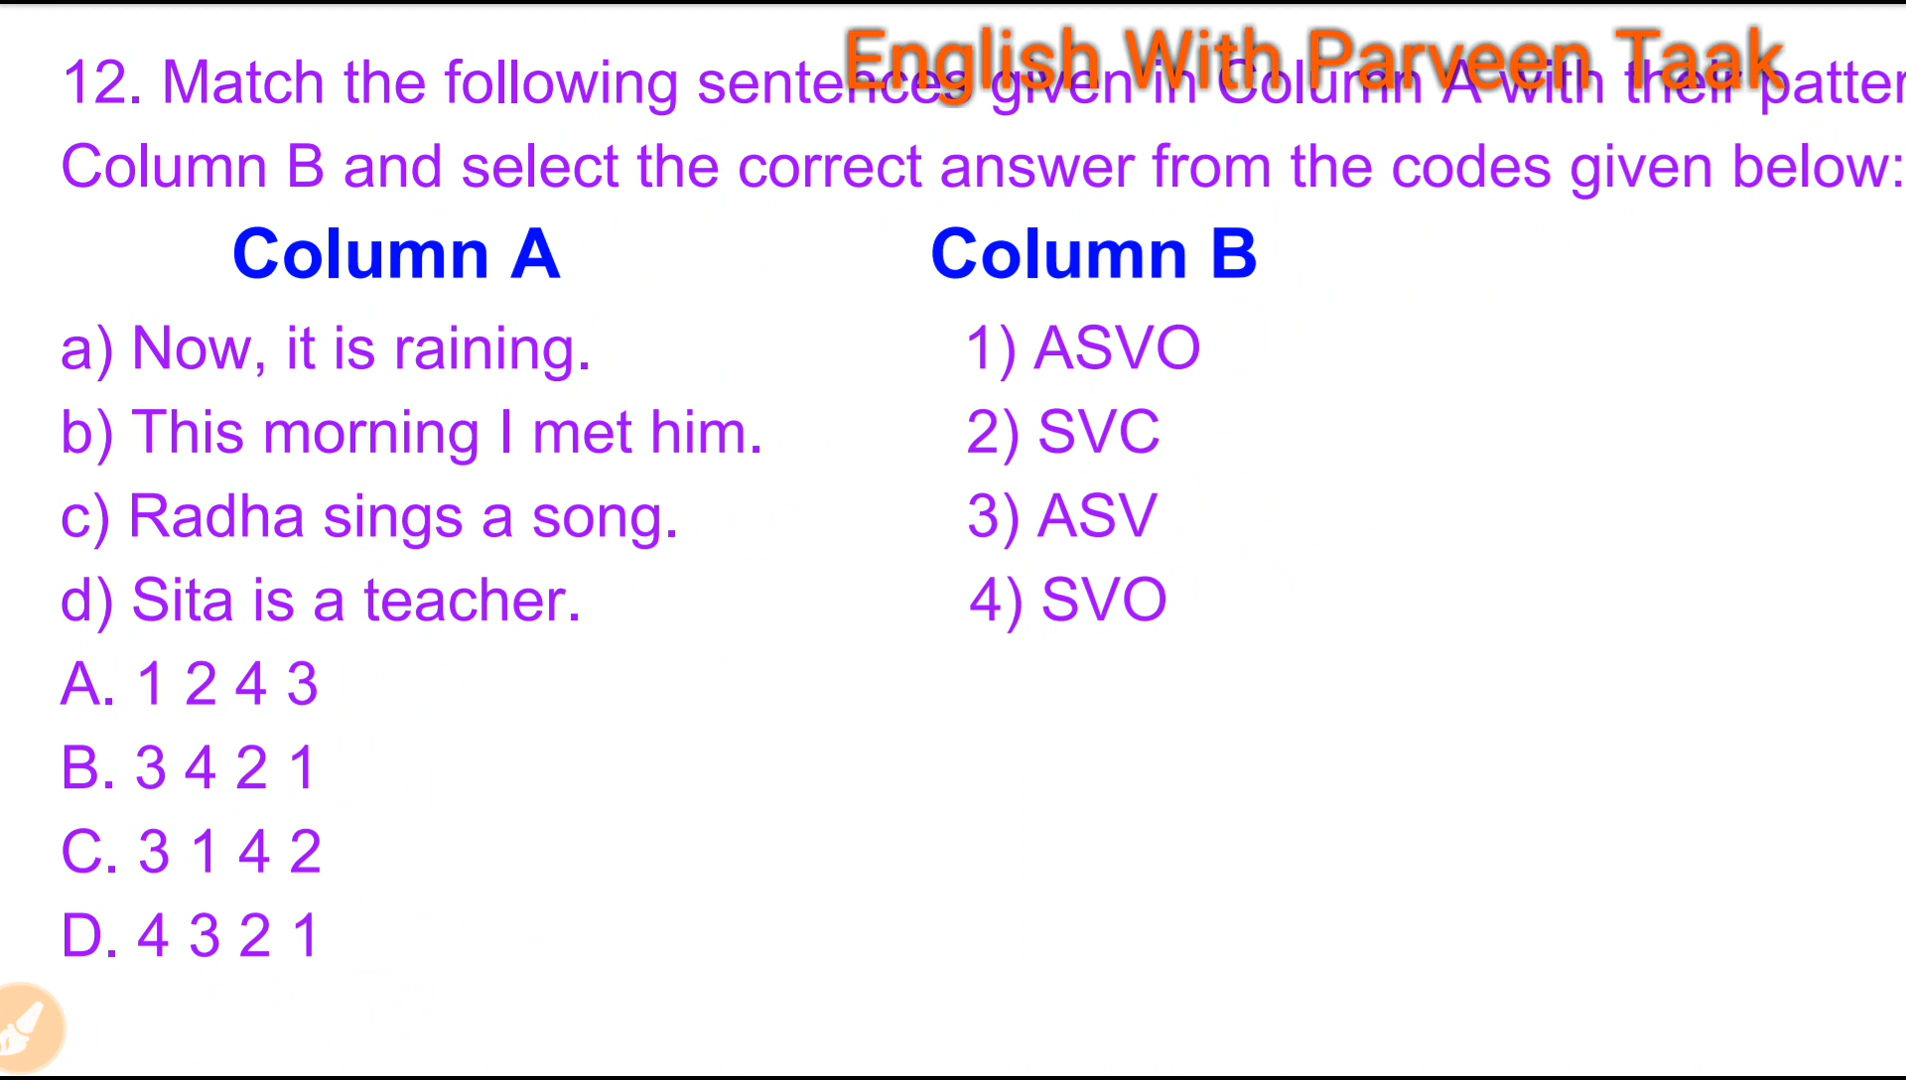 English With Parveen Taak
12. Match the following sentences given in Column A with their patter
Column B and select the correct answer from the codes given below:
Column A Column B
a) Now, it is raining. 1) ASVO
b) This morning I met him. 2) SVC
c) Radha sings a song. 3) ASV
d) Sita is a teacher. 4) SVO
A. 1 2 4 3
B. 3 4 2 1
C. 3 1 4 2
D. 4 3 2 1